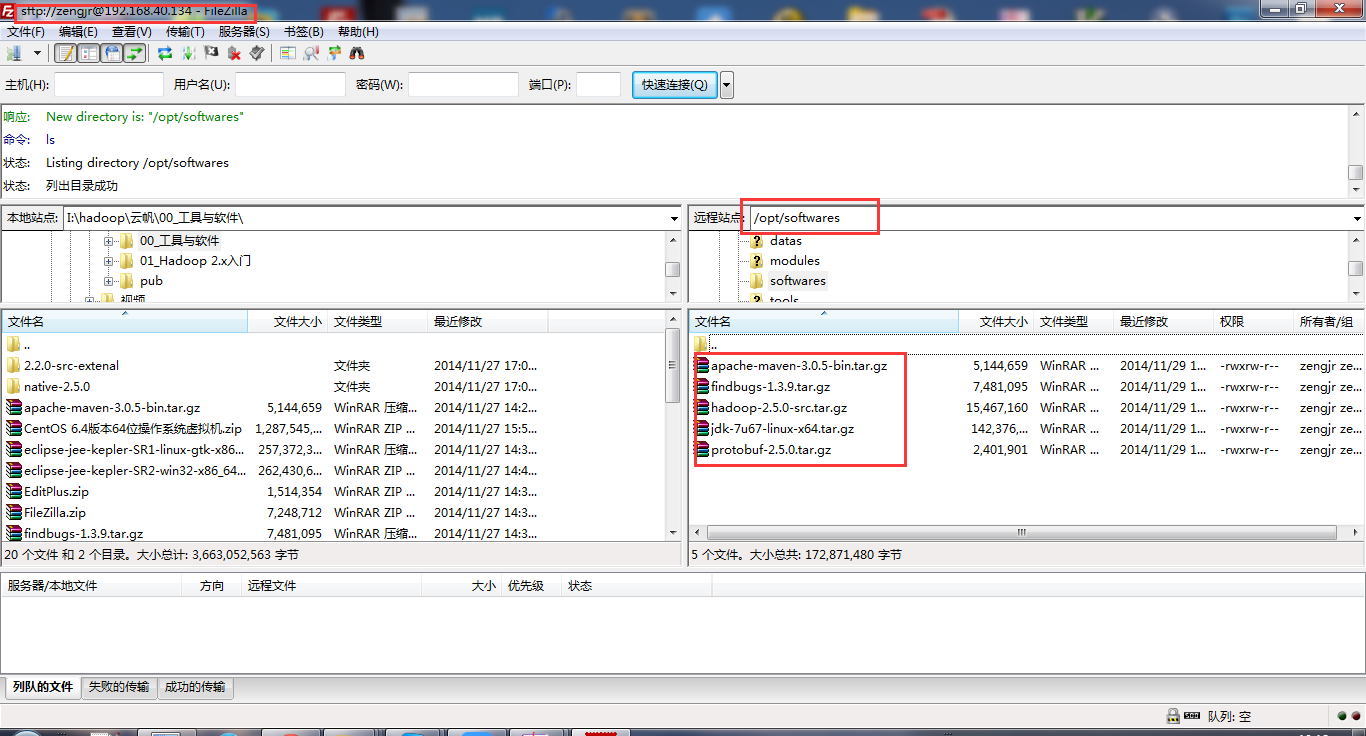 sftp://zengjr@192.168.40.134 - FileZilla
文件(F) 编辑(E) 查看(V) 传输(T) 服务器(S) 书签(B) 帮助(H)
主机(H): 用户名(U): 密码(W): 端口(P): 快速连接(Q)
响应: New directory is: "/opt/softwares"
命令: ls
状态: Listing directory /opt/softwares
状态: 列出目录成功
本地站点: I:\hadoop\云帆\00_工具与软件\
00_工具与软件
01_Hadoop 2.x入门
pub
视频
远程站点: /opt/softwares
datas
modules
softwares
tools
文件名 文件大小 文件类型 最近修改
..
2.2.0-src-extenal 文件夹 2014/11/27 17:0...
native-2.5.0 文件夹 2014/11/27 17:0...
apache-maven-3.0.5-bin.tar.gz 5,144,659 WinRAR 压缩... 2014/11/27 14:2...
CentOS 6.4版本64位操作系统虚拟机.zip 1,287,545,... WinRAR ZIP ... 2014/11/27 15:5...
eclipse-jee-kepler-SR1-linux-gtk-x86... 257,372,3... WinRAR 压缩... 2014/11/27 14:3...
eclipse-jee-kepler-SR2-win32-x86_64... 262,430,6... WinRAR ZIP ... 2014/11/27 14:4...
EditPlus.zip 1,514,354 WinRAR ZIP ... 2014/11/27 14:3...
FileZilla.zip 7,248,712 WinRAR ZIP ... 2014/11/27 14:3...
findbugs-1.3.9.tar.gz 7,481,095 WinRAR 压缩... 2014/11/27 14:3...
20 个文件 和 2 个目录。大小总计: 3,663,052,563 字节
文件名 文件大小 文件类型 最近修改 权限 所有者/组
..
apache-maven-3.0.5-bin.tar.gz 5,144,659 WinRAR ... 2014/11/29 1... -rwxrw-r-- zengjr ze...
findbugs-1.3.9.tar.gz 7,481,095 WinRAR ... 2014/11/29 1... -rwxrw-r-- zengjr ze...
hadoop-2.5.0-src.tar.gz 15,467,160 WinRAR ... 2014/11/29 1... -rwxrw-r-- zengjr ze...
jdk-7u67-linux-x64.tar.gz 142,376,... WinRAR ... 2014/11/29 1... -rwxrw-r-- zengjr ze...
protobuf-2.5.0.tar.gz 2,401,901 WinRAR ... 2014/11/29 1... -rwxrw-r-- zengjr ze...
5 个文件。大小总共: 172,871,480 字节
服务器/本地文件 方向 远程文件 大小 优先级 状态
列队的文件 失败的传输 成功的传输
队列: 空